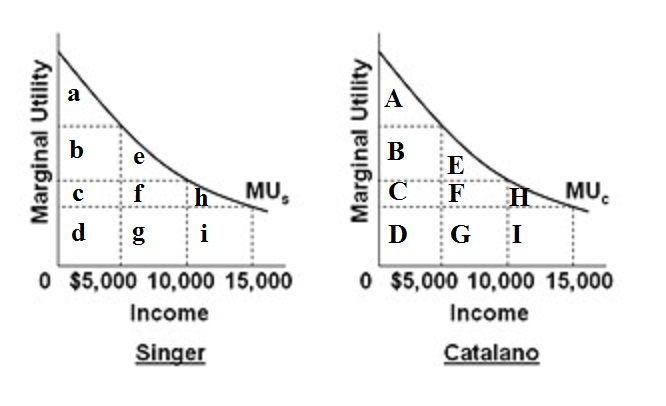 Marginal Utility
a
b
e
c
f
h
MUs
d
g
i
0 $5,000 10,000 15,000
Income
Singer
Marginal Utility
A
B
E
C
F
H
MUc
D
G
I
0 $5,000 10,000 15,000
Income
Catalano